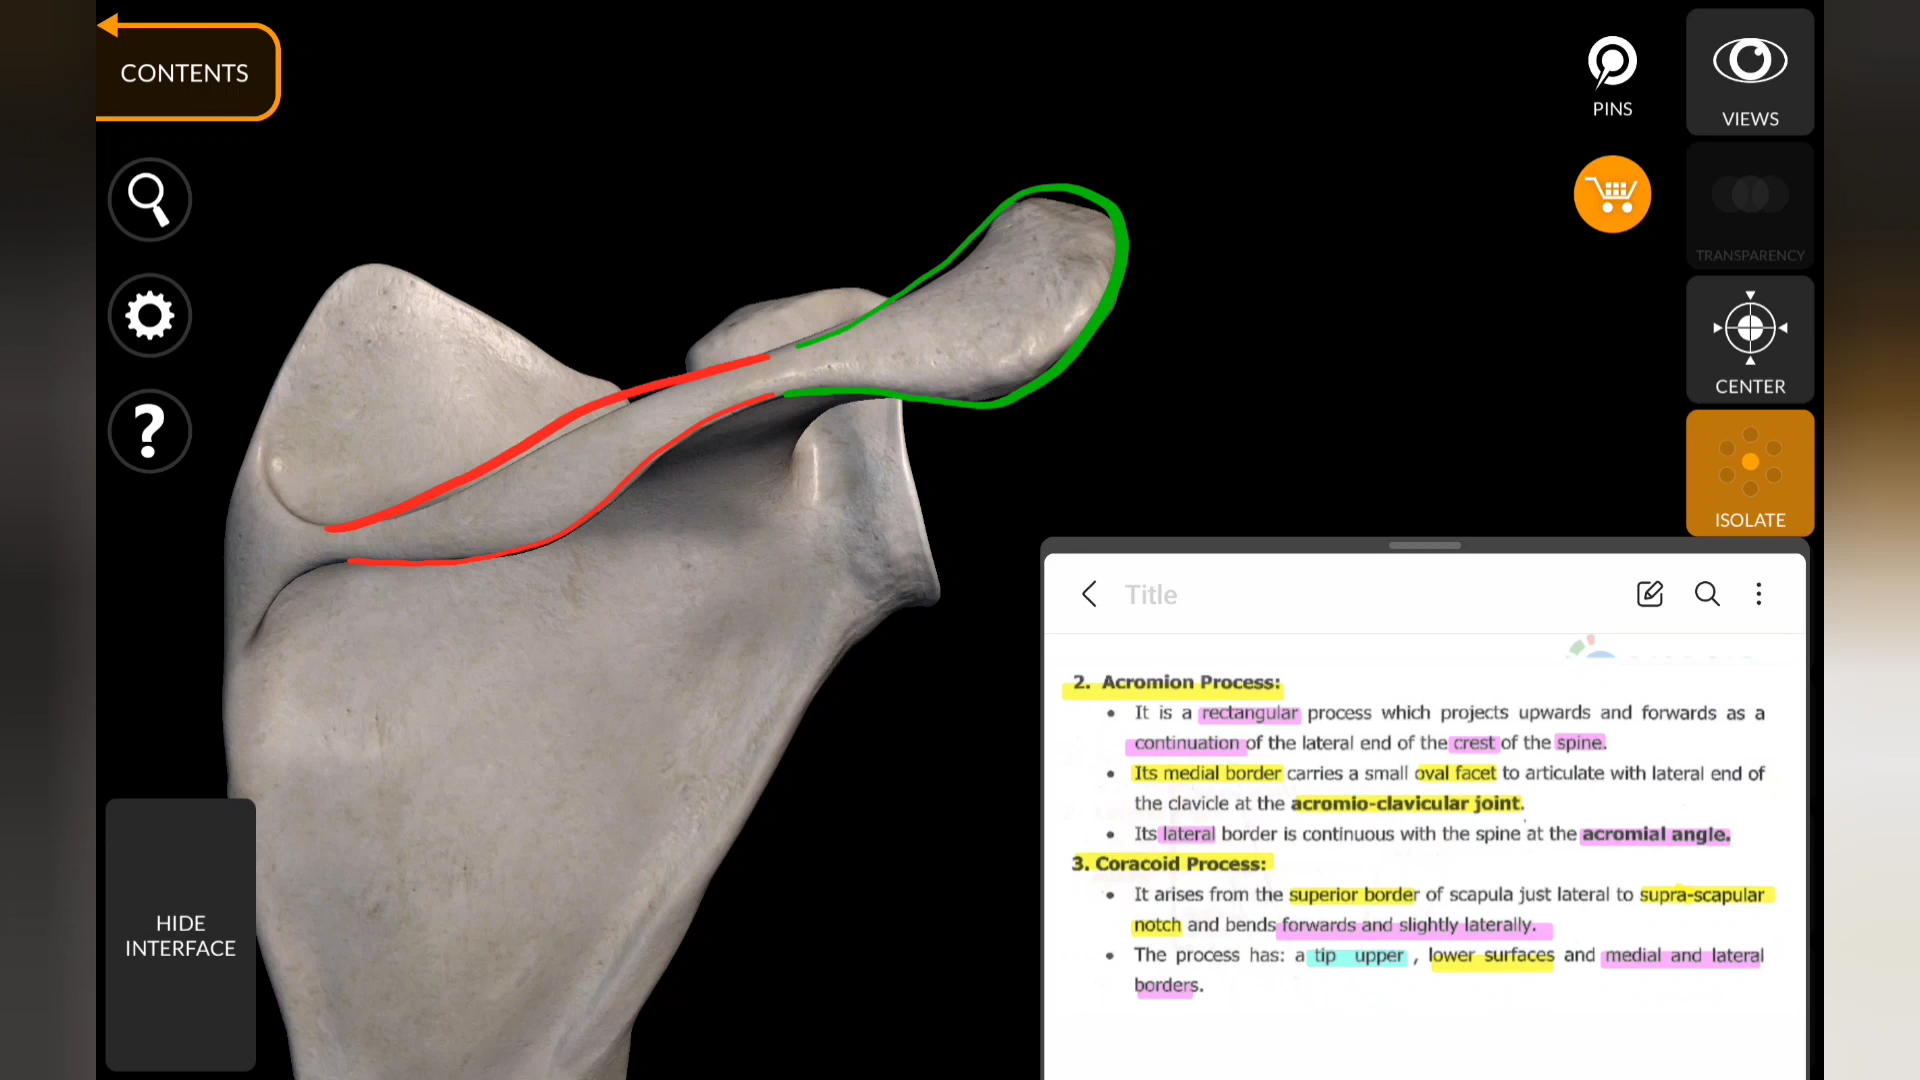 CONTENTS
PINS
VIEWS
TRANSPARENCY
CENTER
ISOLATE
HIDE
INTERFACE
Title
2. Acromion Process:
• It is a rectangular process which projects upwards and forwards as a
continuation of the lateral end of the crest of the spine.
• Its medial border carries a small oval facet to articulate with lateral end of
the clavicle at the acromio-clavicular joint.
• Its lateral border is continuous with the spine at the acromial angle.
3. Coracoid Process:
• It arises from the superior border of scapula just lateral to supra-scapular
notch and bends forwards and slightly laterally.
• The process has: a tip upper , lower surfaces and medial and lateral
borders.